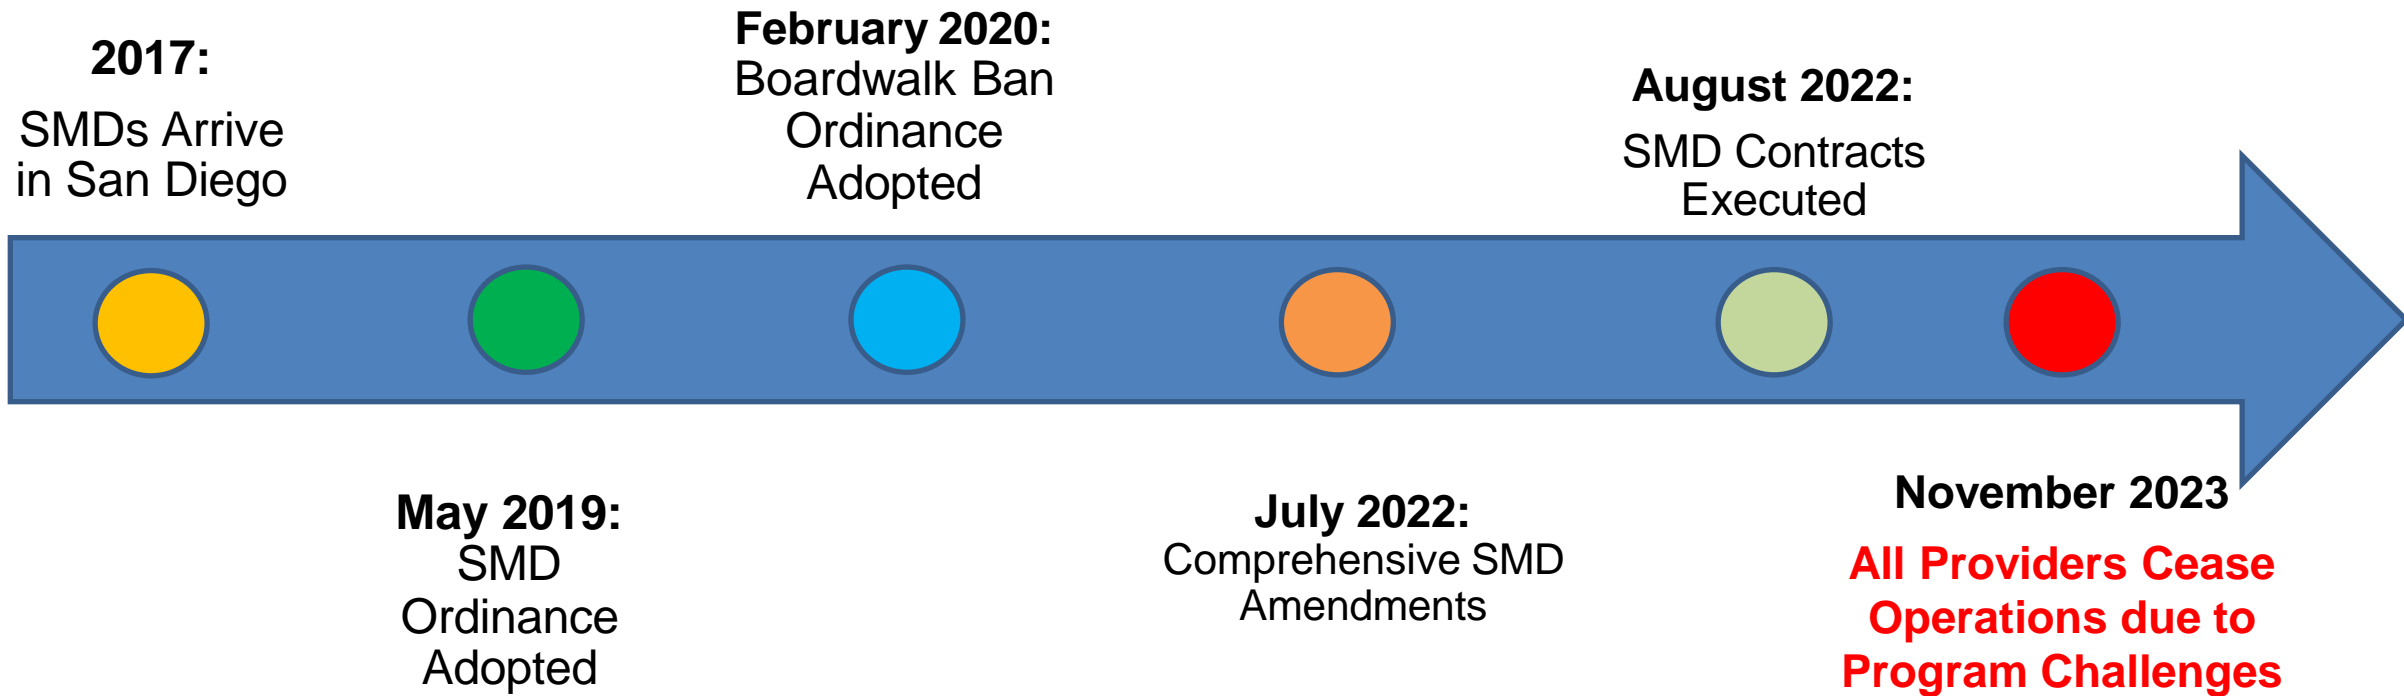 2017:
SMDs Arrive
in San Diego
May 2019:
SMD
Ordinance
Adopted
February 2020:
Boardwalk Ban
Ordinance
Adopted
July 2022:
Comprehensive SMD
Amendments
August 2022:
SMD Contracts
Executed
November 2023
All Providers Cease
Operations due to
Program Challenges